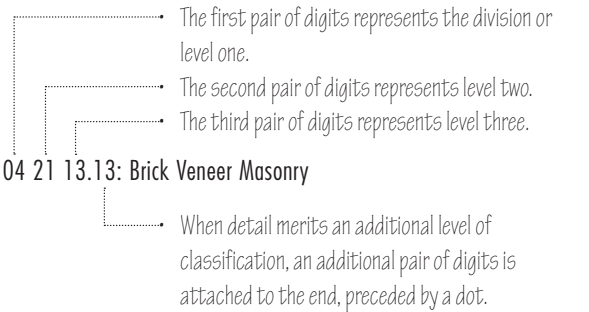 The first pair of digits represents the division or
level one.
The second pair of digits represents level two.
The third pair of digits represents level three.
04 21 13.13: Brick Veneer Masonry
When detail merits an additional level of
classification, an additional pair of digits is
attached to the end, preceded by a dot.